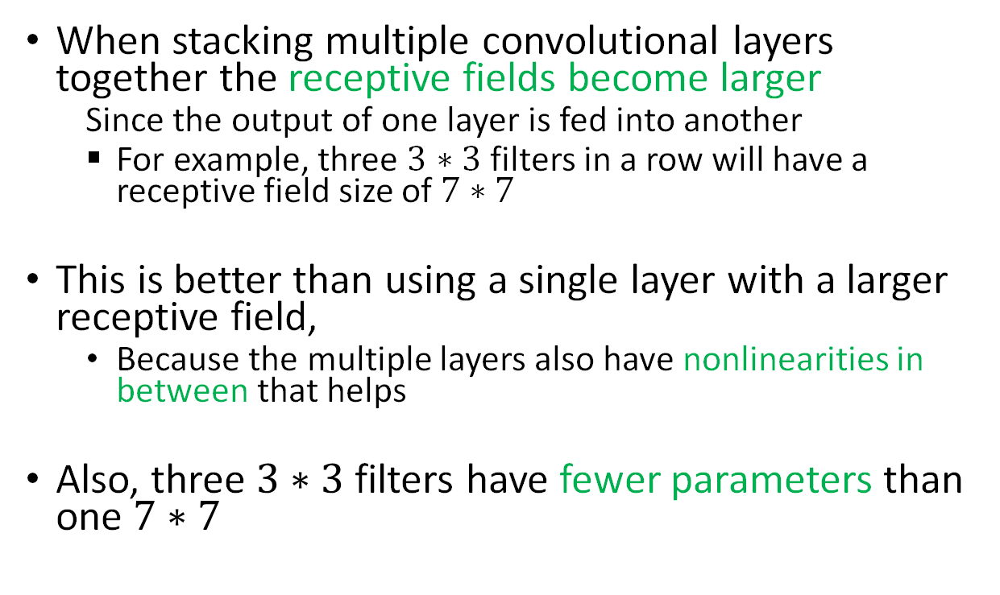 • When stacking multiple convolutional layers
together the receptive fields become larger
Since the output of one layer is fed into another
▪ For example, three 3 ∗ 3 filters in a row will have a
receptive field size of 7 ∗ 7
• This is better than using a single layer with a larger
receptive field,
• Because the multiple layers also have nonlinearities in
between that helps
• Also, three 3 ∗ 3 filters have fewer parameters than
one 7 ∗ 7